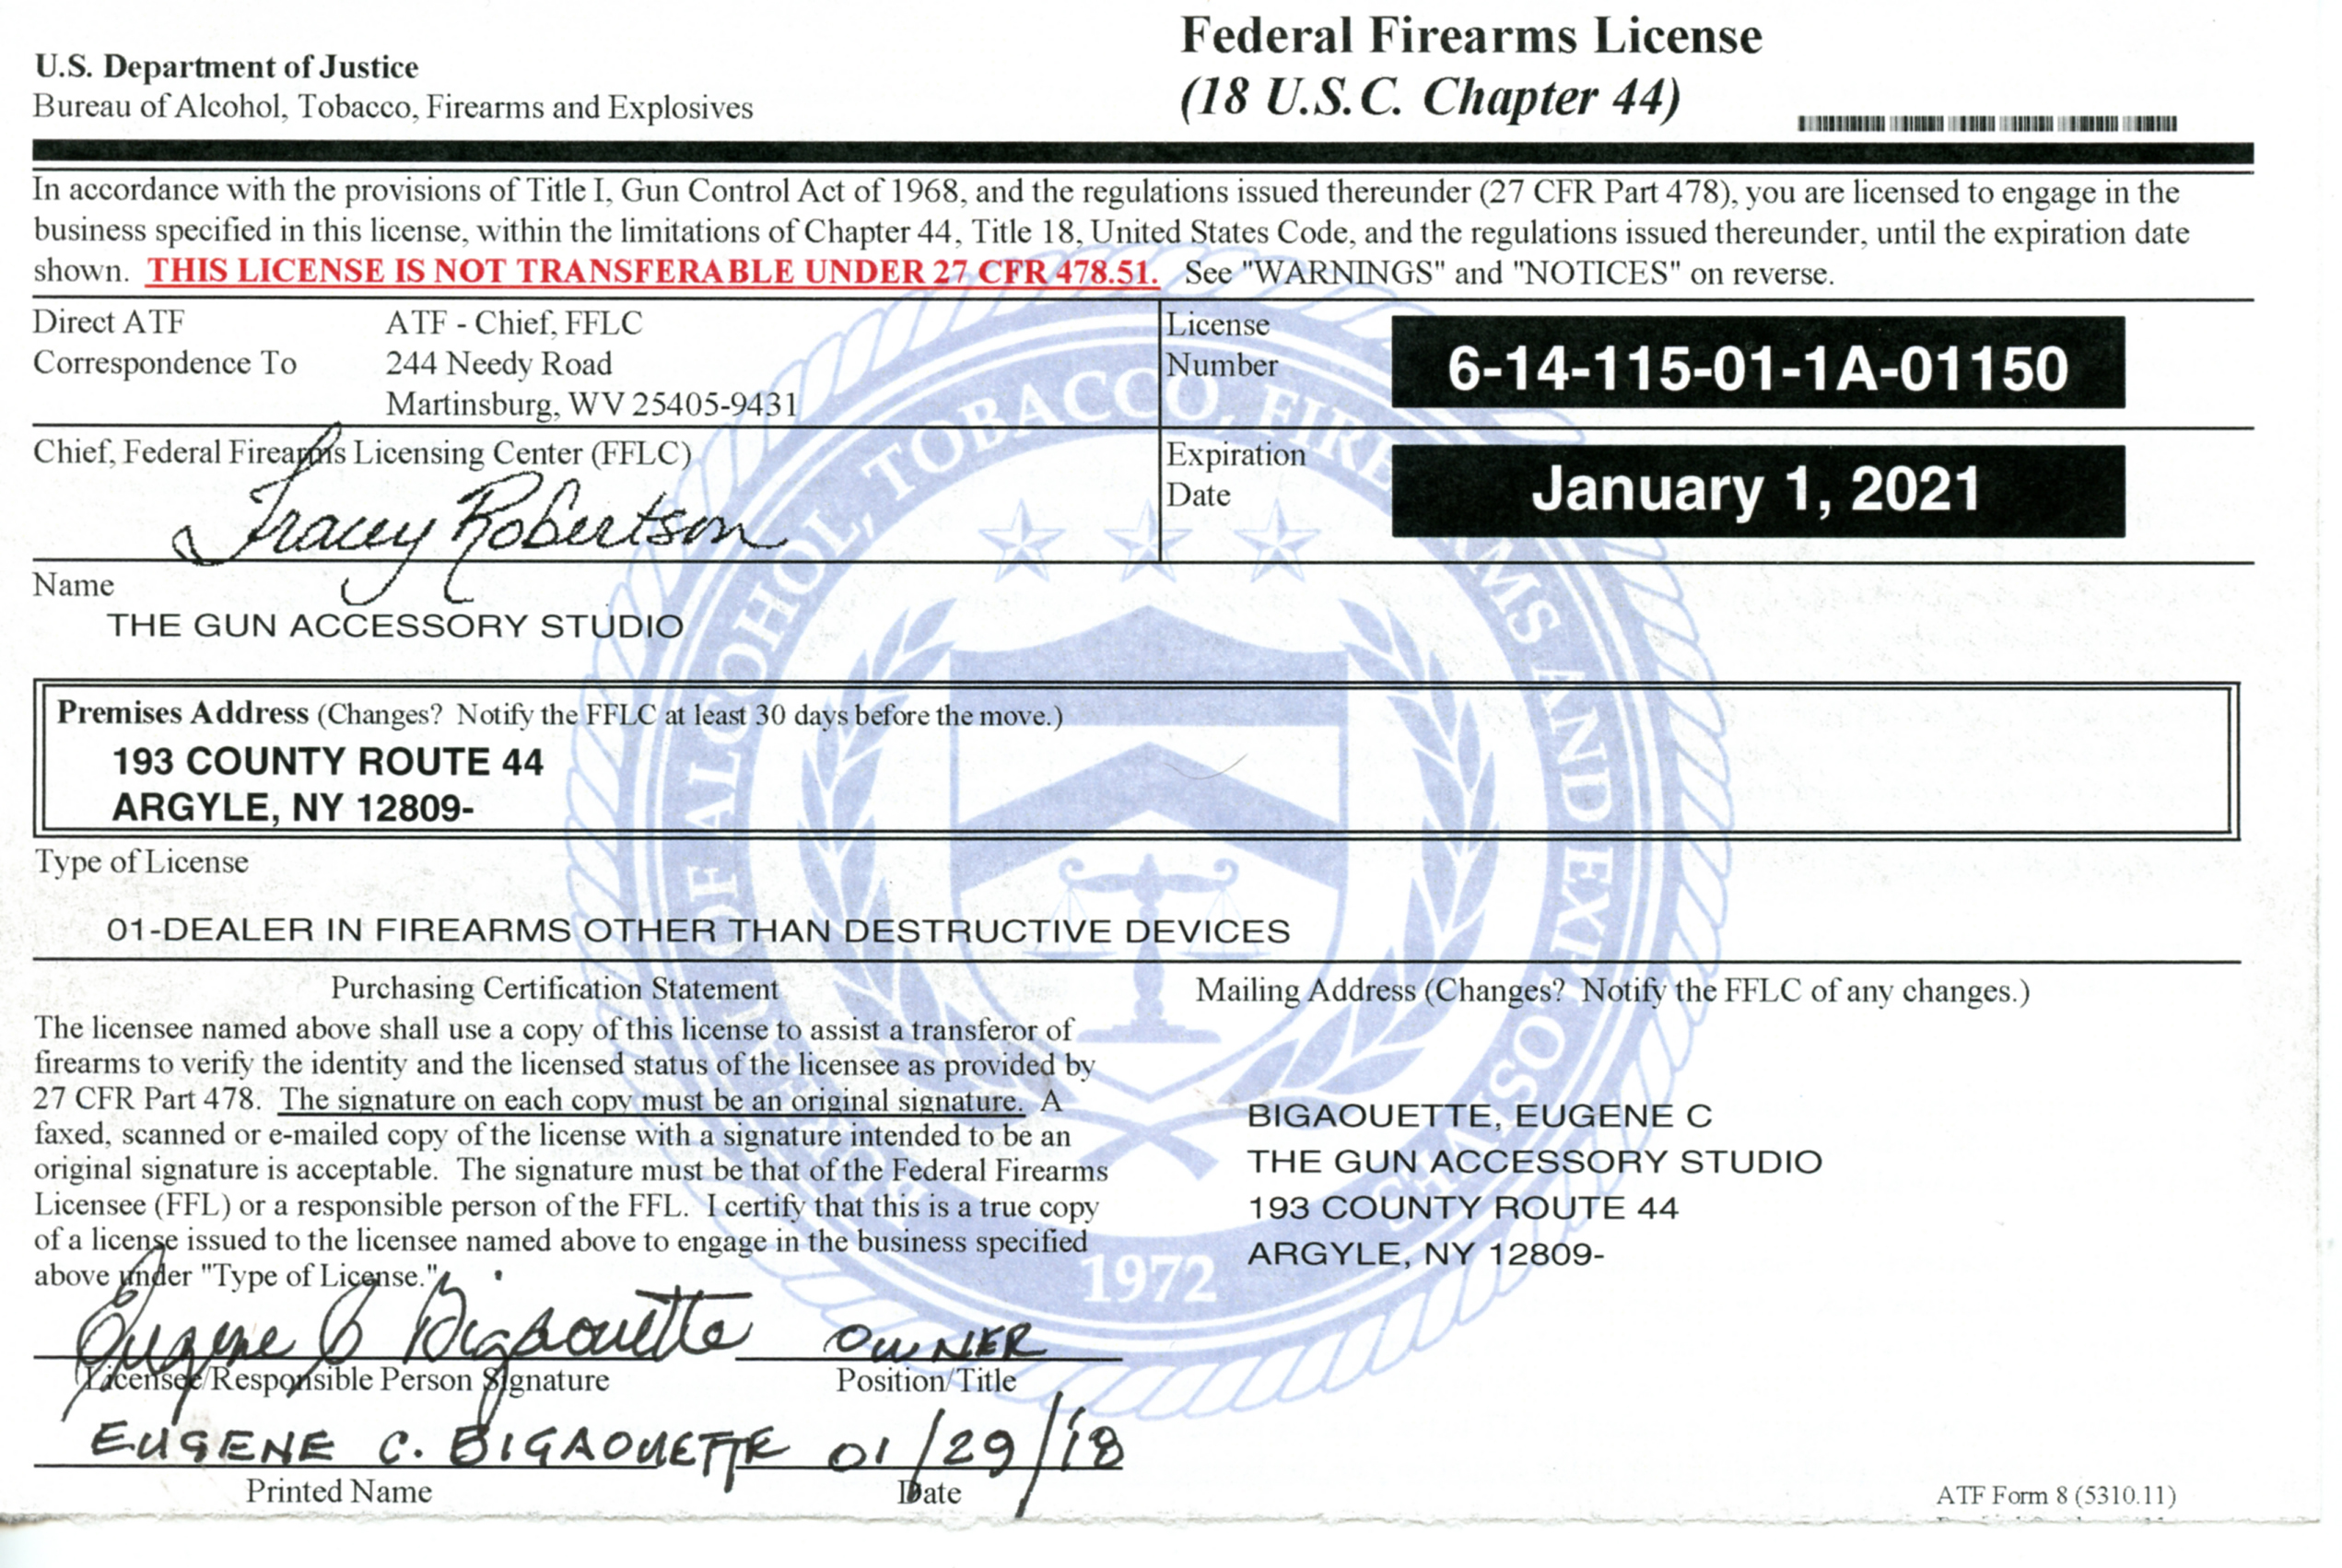 U.S. Department of Justice
Bureau of Alcohol, Tobacco, Firearms and Explosives
Federal Firearms License
(18 U.S.C. Chapter 44)
In accordance with the provisions of Title I, Gun Control Act of 1968, and the regulations issued thereunder (27 CFR Part 478), you are licensed to engage in the
business specified in this license, within the limitations of Chapter 44, Title 18, United States Code, and the regulations issued thereunder, until the expiration date
shown. THIS LICENSE IS NOT TRANSFERABLE UNDER 27 CFR 478.51. See "WARNINGS" and "NOTICES" on reverse.
Direct ATF
Correspondence To
ATF - Chief, FFLC
244 Needy Road
Martinsburg, WV 25405-9431
License
Number
6-14-115-01-1A-01150
Chief, Federal Firearms Licensing Center (FFLC)
Tracey Robertson
Expiration
Date
January 1, 2021
Name
THE GUN ACCESSORY STUDIO
Premises Address (Changes? Notify the FFLC at least 30 days before the move.)
193 COUNTY ROUTE 44
ARGYLE, NY 12809-
Type of License
01-DEALER IN FIREARMS OTHER THAN DESTRUCTIVE DEVICES
Purchasing Certification Statement
The licensee named above shall use a copy of this license to assist a transferor of
firearms to verify the identity and the licensed status of the licensee as provided by
27 CFR Part 478. The signature on each copy must be an original signature. A
faxed, scanned or e-mailed copy of the license with a signature intended to be an
original signature is acceptable. The signature must be that of the Federal Firearms
Licensee (FFL) or a responsible person of the FFL. I certify that this is a true copy
of a license issued to the licensee named above to engage in the business specified
above under "Type of License."
Mailing Address (Changes? Notify the FFLC of any changes.)
BIGAOUETTE, EUGENE C
THE GUN ACCESSORY STUDIO
193 COUNTY ROUTE 44
ARGYLE, NY 12809-
Eugene C Bigaouette OWNER
Licensee/Responsible Person Signature Position/Title
EUGENE C. BIGAOUETTE 01/29/18
Printed Name Date
ATF Form 8 (5310.11)
OF ALCOHOL, TOBACCO, FIREARMS AND EXPLOSIVES
1972